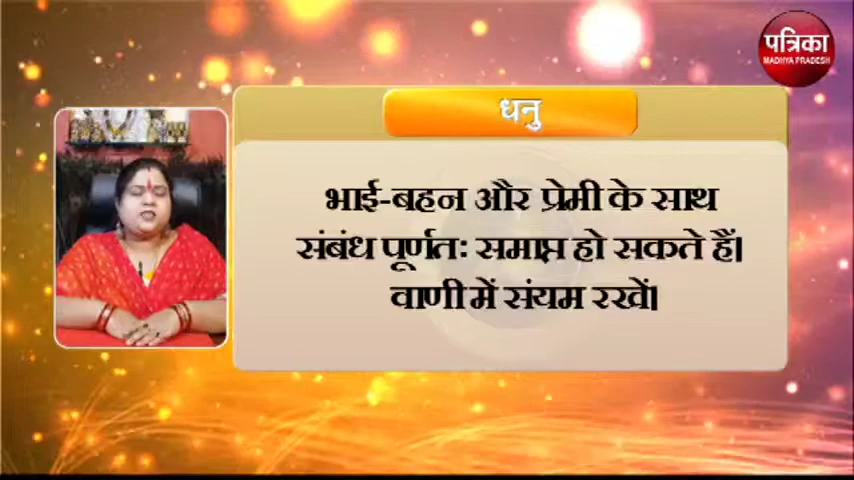 पत्रिका
MADHYA PRADESH
धनु
भाई-बहन और प्रेमी के साथ
संबंध पूर्णतः समाप्त हो सकते हैं।
वाणी में संयम रखें।